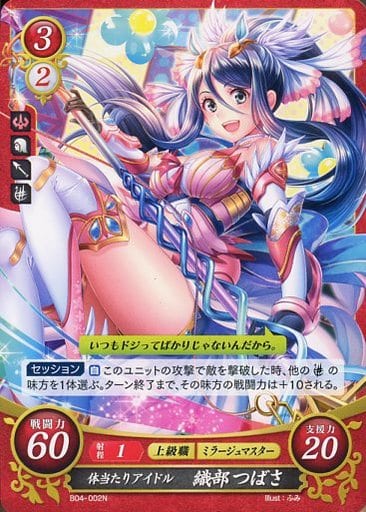 3
2
いつもドジってばかりじゃないんだから。
セッション 自 このユニットの攻撃で敵を撃破した時、他の の
味方を1体選ぶ。ターン終了まで、その味方の戦闘力は+10される。
戦闘力
60
射程 1 上級職 ミラージュマスター
支援力
20
体当たりアイドル 織部 つばさ
B04-002N Illust:ふみ